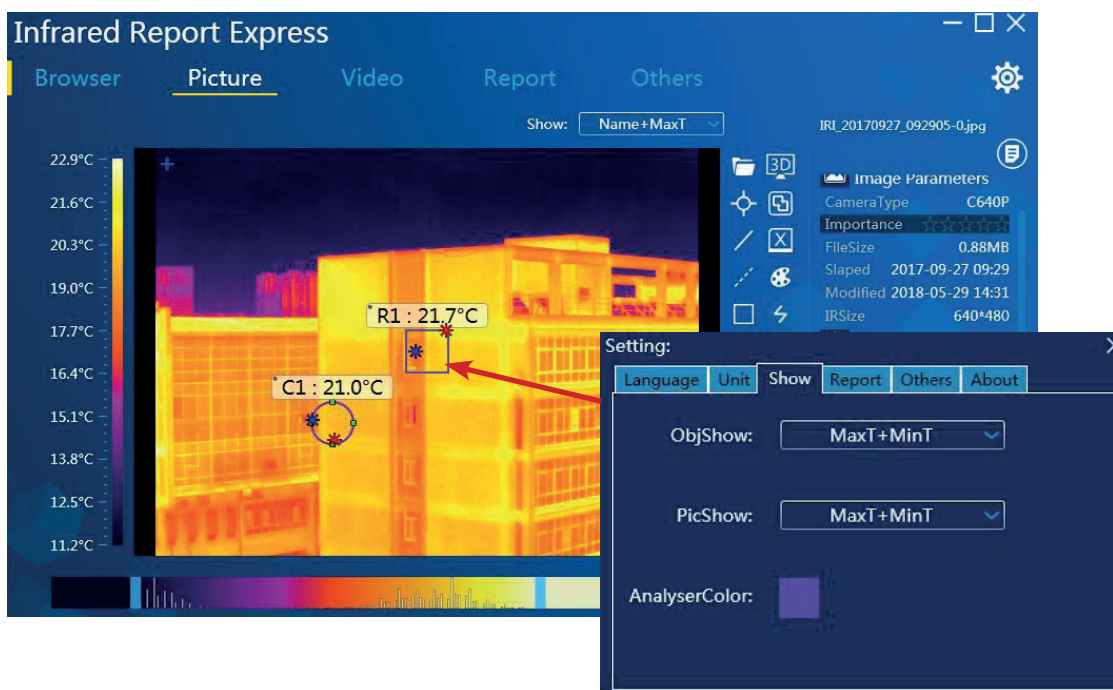 Infrared Report Express
Browser Picture Video Report Others
Show: Name+MaxT
IRI_20170927_092905-0.jpg
22.9°C
21.6°C
20.3°C
19.0°C
17.7°C
16.4°C
15.1°C
13.8°C
12.5°C
11.2°C
R1 : 21.7°C
C1 : 21.0°C
3D
X
Image Parameters
CameraType C640P
Importance
FileSize 0.88MB
Slaped 2017-09-27 09:29
Modified 2018-05-29 14:31
IRSize 640*480
Setting:
Language Unit Show Report Others About
ObjShow: MaxT+MinT
PicShow: MaxT+MinT
AnalyserColor: